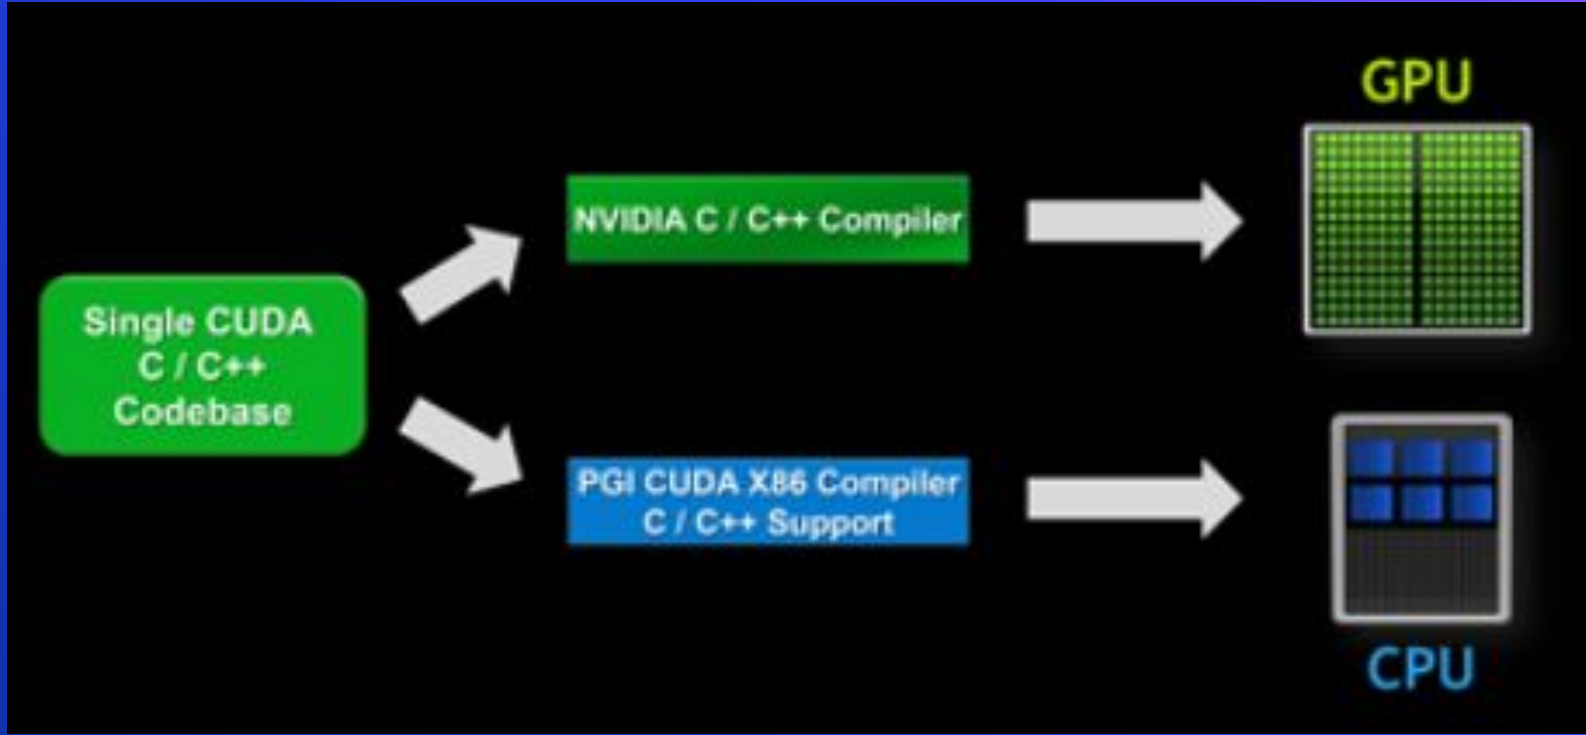 Single CUDA
C / C++
Codebase
NVIDIA C / C++ Compiler
GPU
PGI CUDA X86 Compiler
C / C++ Support
CPU